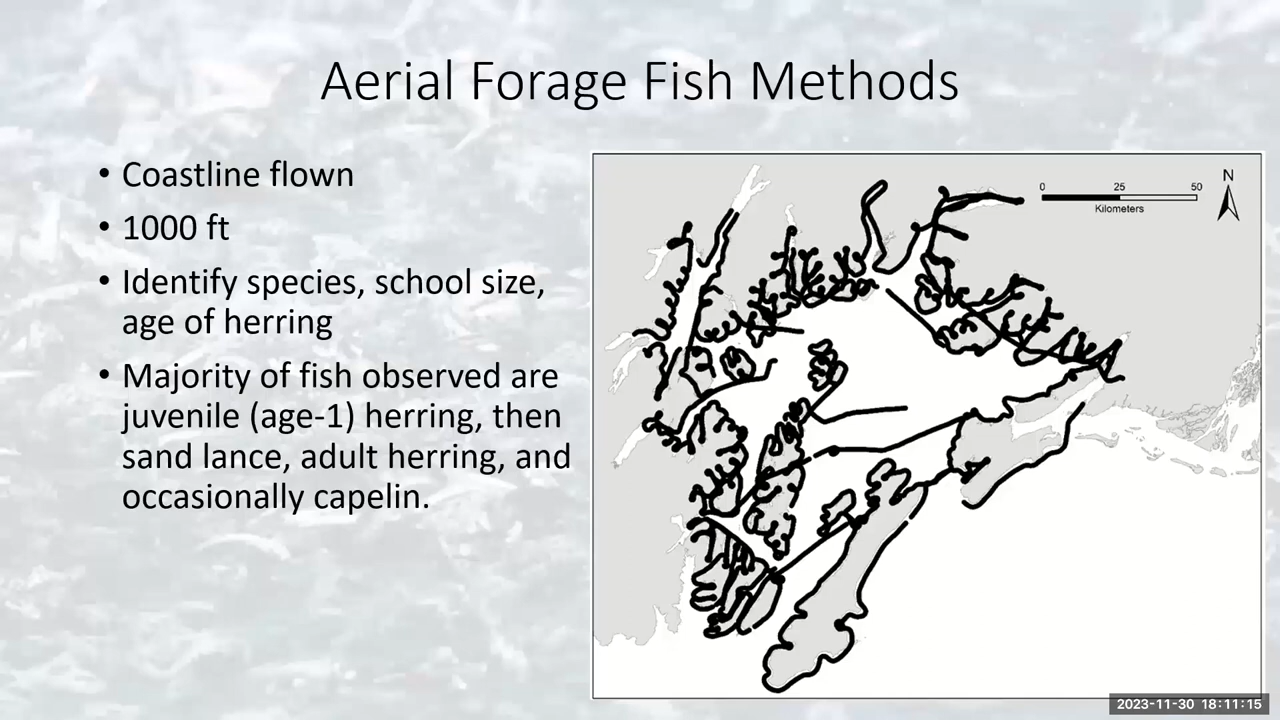 Aerial Forage Fish Methods
• Coastline flown
• 1000 ft
• Identify species, school size,
age of herring
• Majority of fish observed are
juvenile (age-1) herring, then
sand lance, adult herring, and
occasionally capelin.
N
0 25 50
Kilometers
2023-11-30 18:11:15